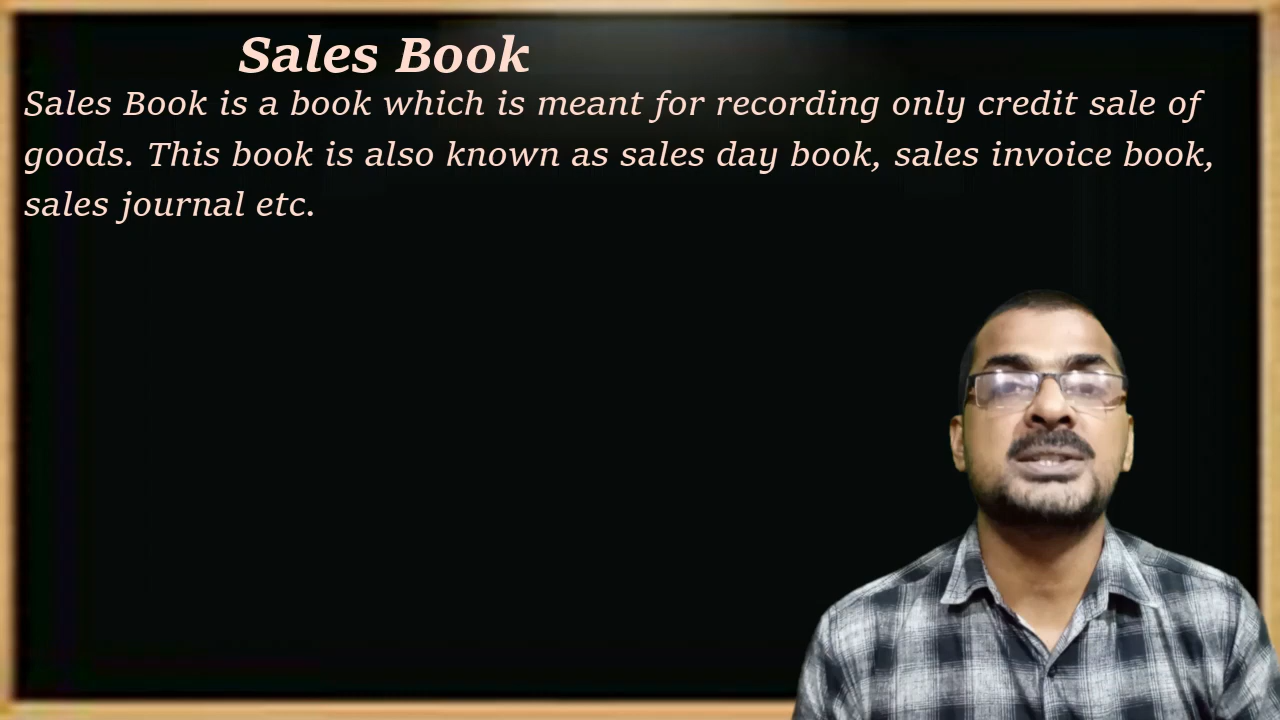 Sales Book
Sales Book is a book which is meant for recording only credit sale of
goods. This book is also known as sales day book, sales invoice book,
sales journal etc.